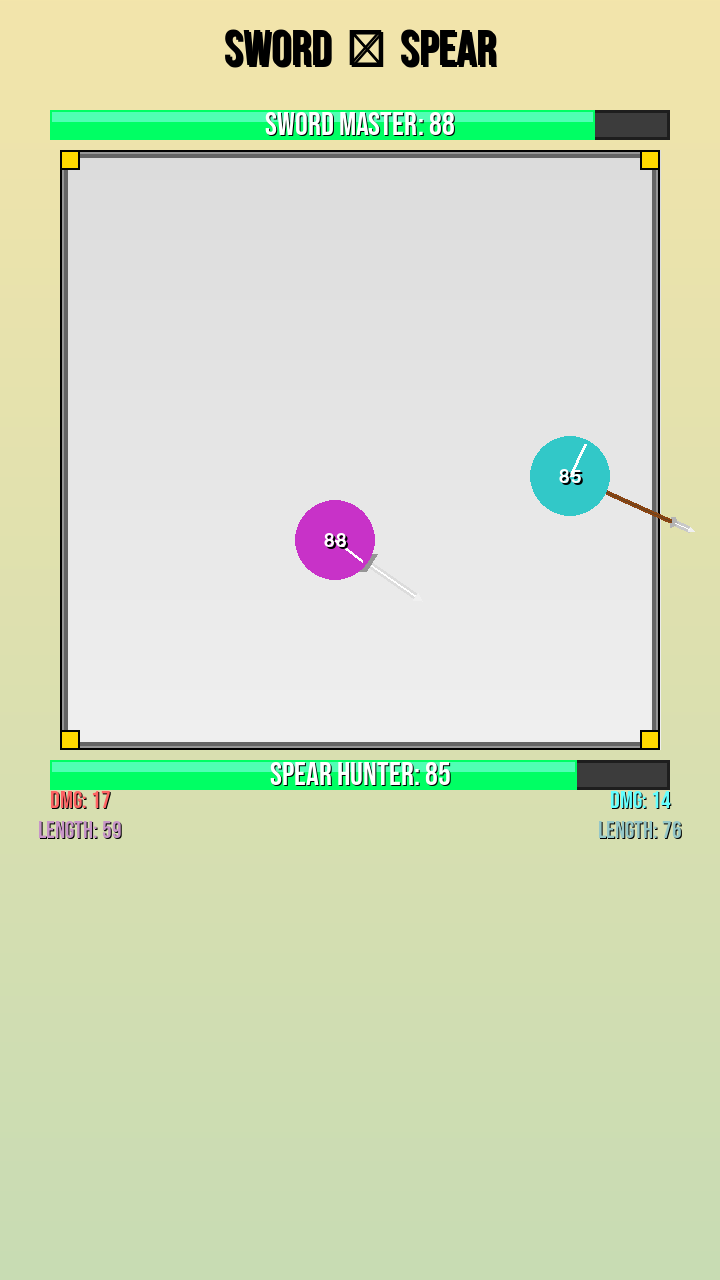 SWORD SPEAR
SWORD MASTER: 88
85
88
SPEAR HUNTER: 85
DMG: 17
DMG: 14
LENGTH: 59
LENGTH: 76